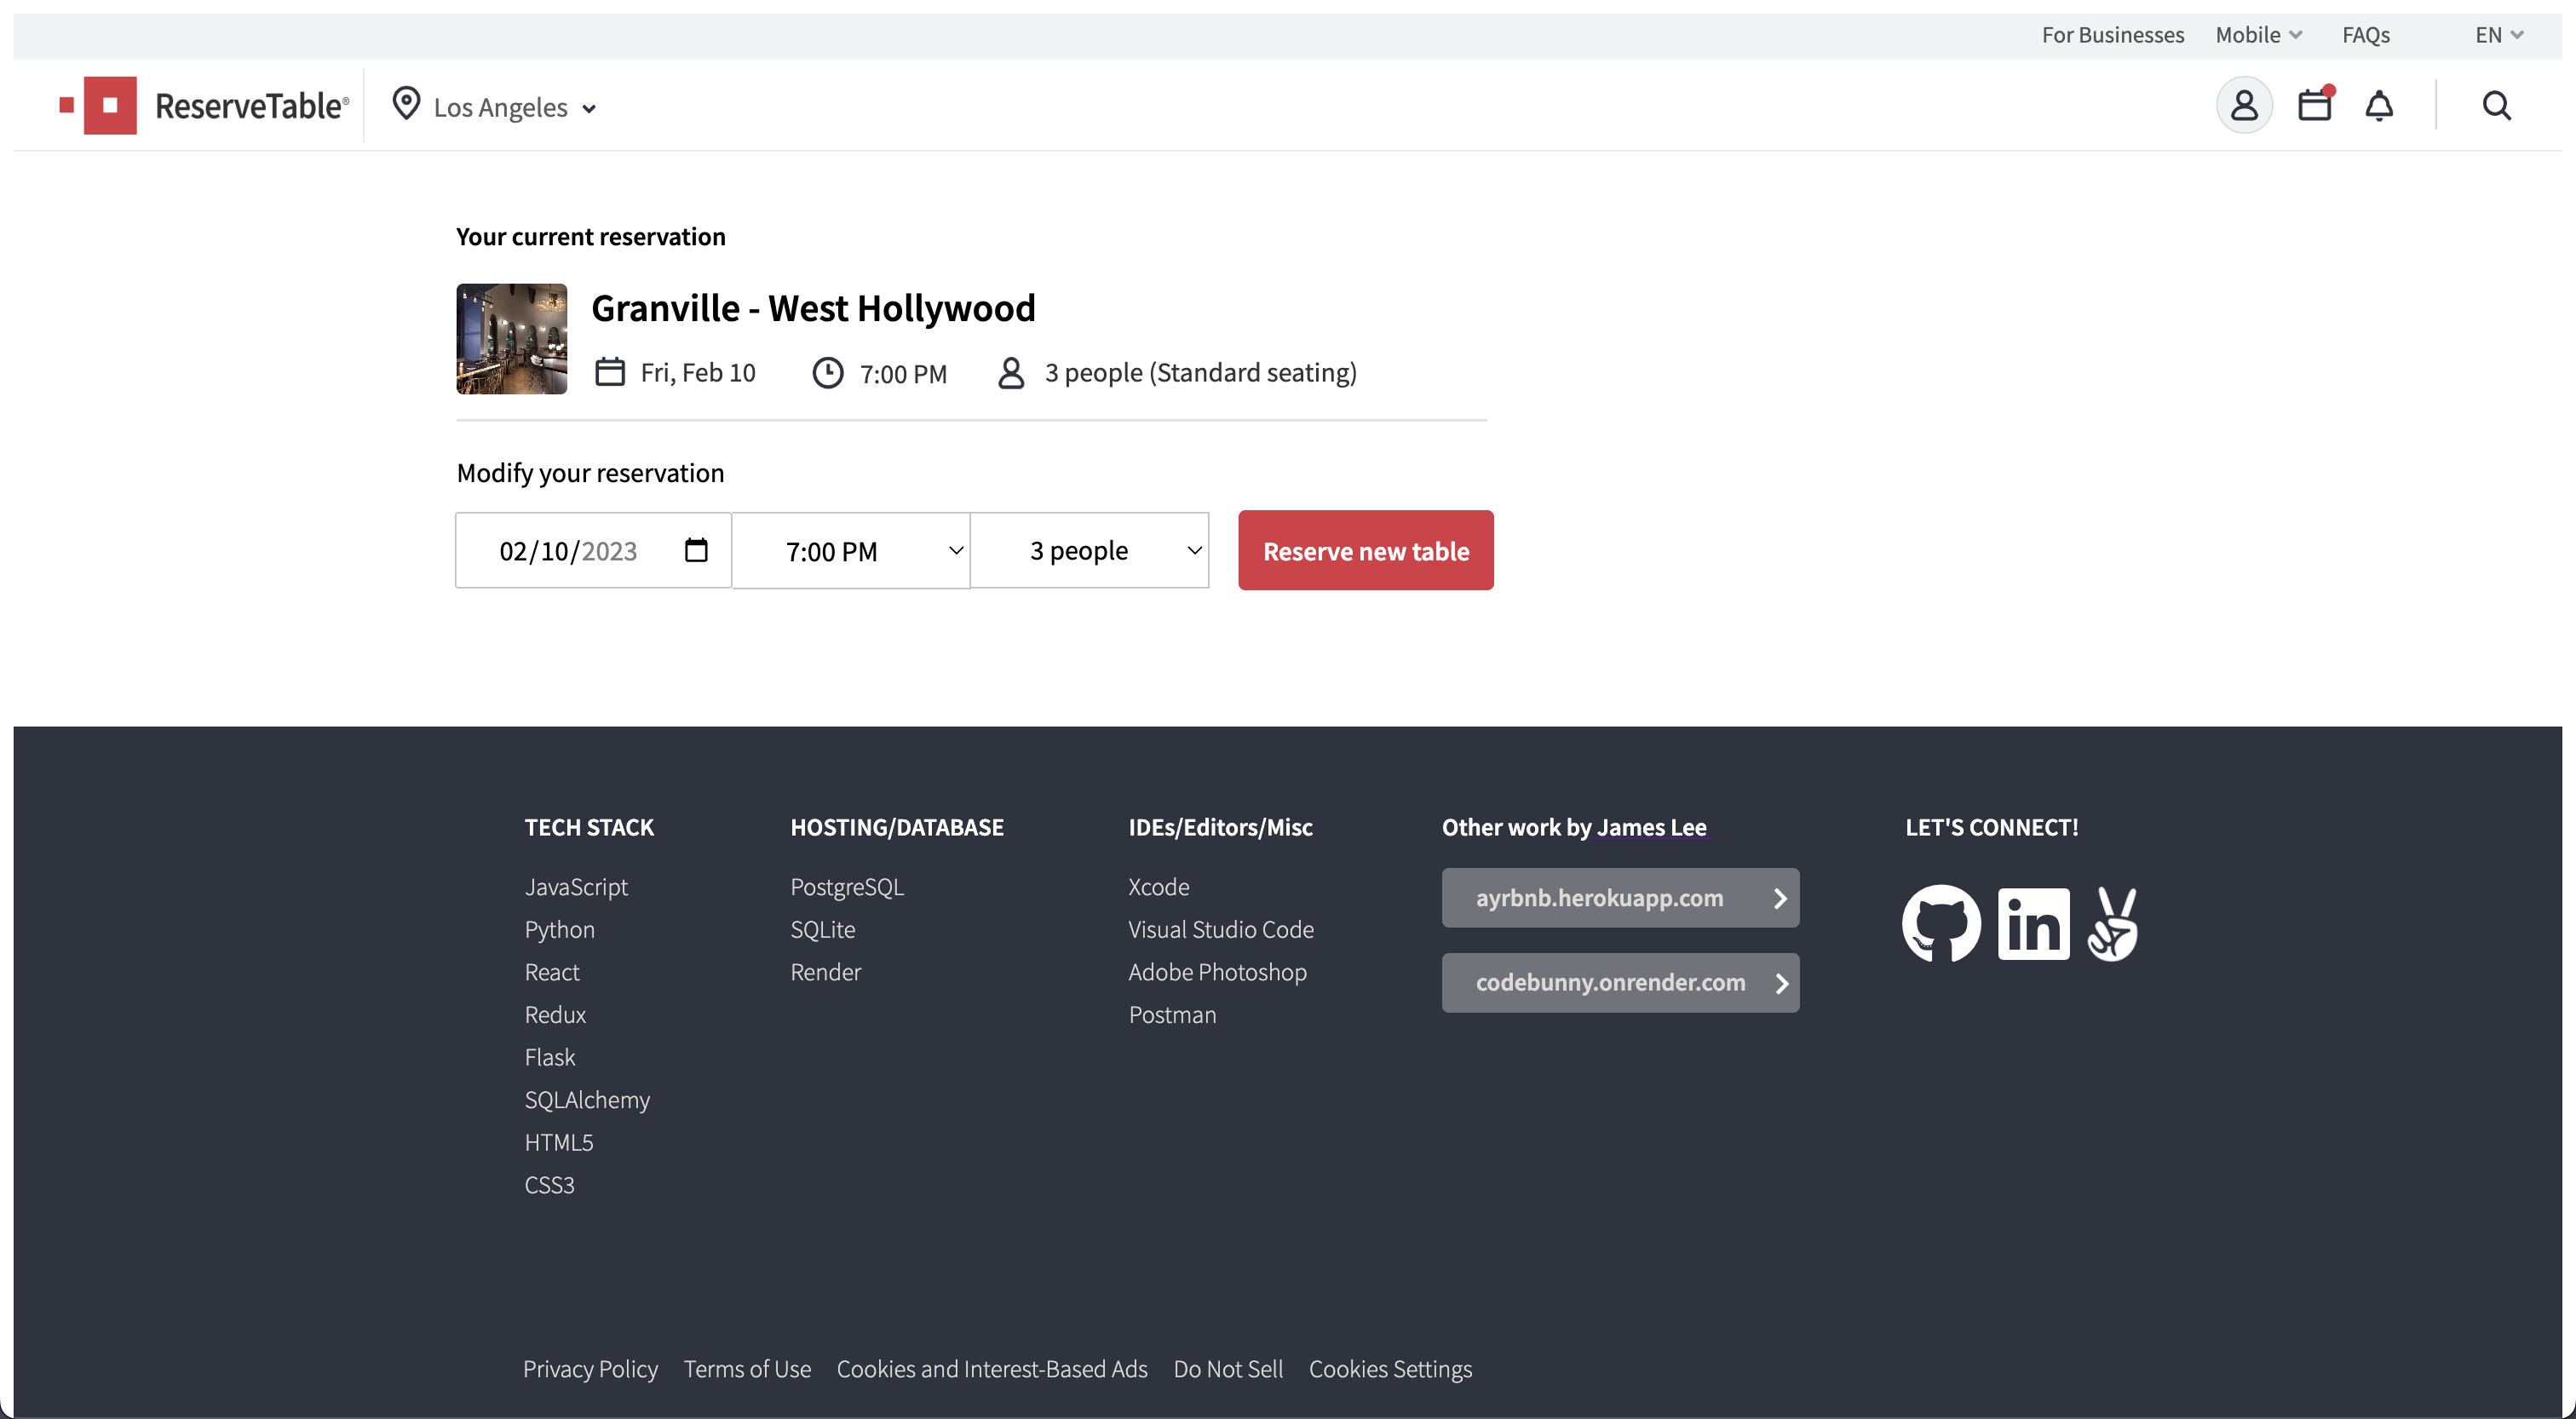 For Businesses Mobile FAQs EN
ReserveTable® Los Angeles
Your current reservation
Granville - West Hollywood
Fri, Feb 10 7:00 PM 3 people (Standard seating)
Modify your reservation
02/10/2023 7:00 PM 3 people Reserve new table
TECH STACK
JavaScript
Python
React
Redux
Flask
SQLAlchemy
HTML5
CSS3
HOSTING/DATABASE
PostgreSQL
SQLite
Render
IDEs/Editors/Misc
Xcode
Visual Studio Code
Adobe Photoshop
Postman
Other work by James Lee
ayrbnb.herokuapp.com
codebunny.onrender.com
LET'S CONNECT!
in
Privacy Policy Terms of Use Cookies and Interest-Based Ads Do Not Sell Cookies Settings